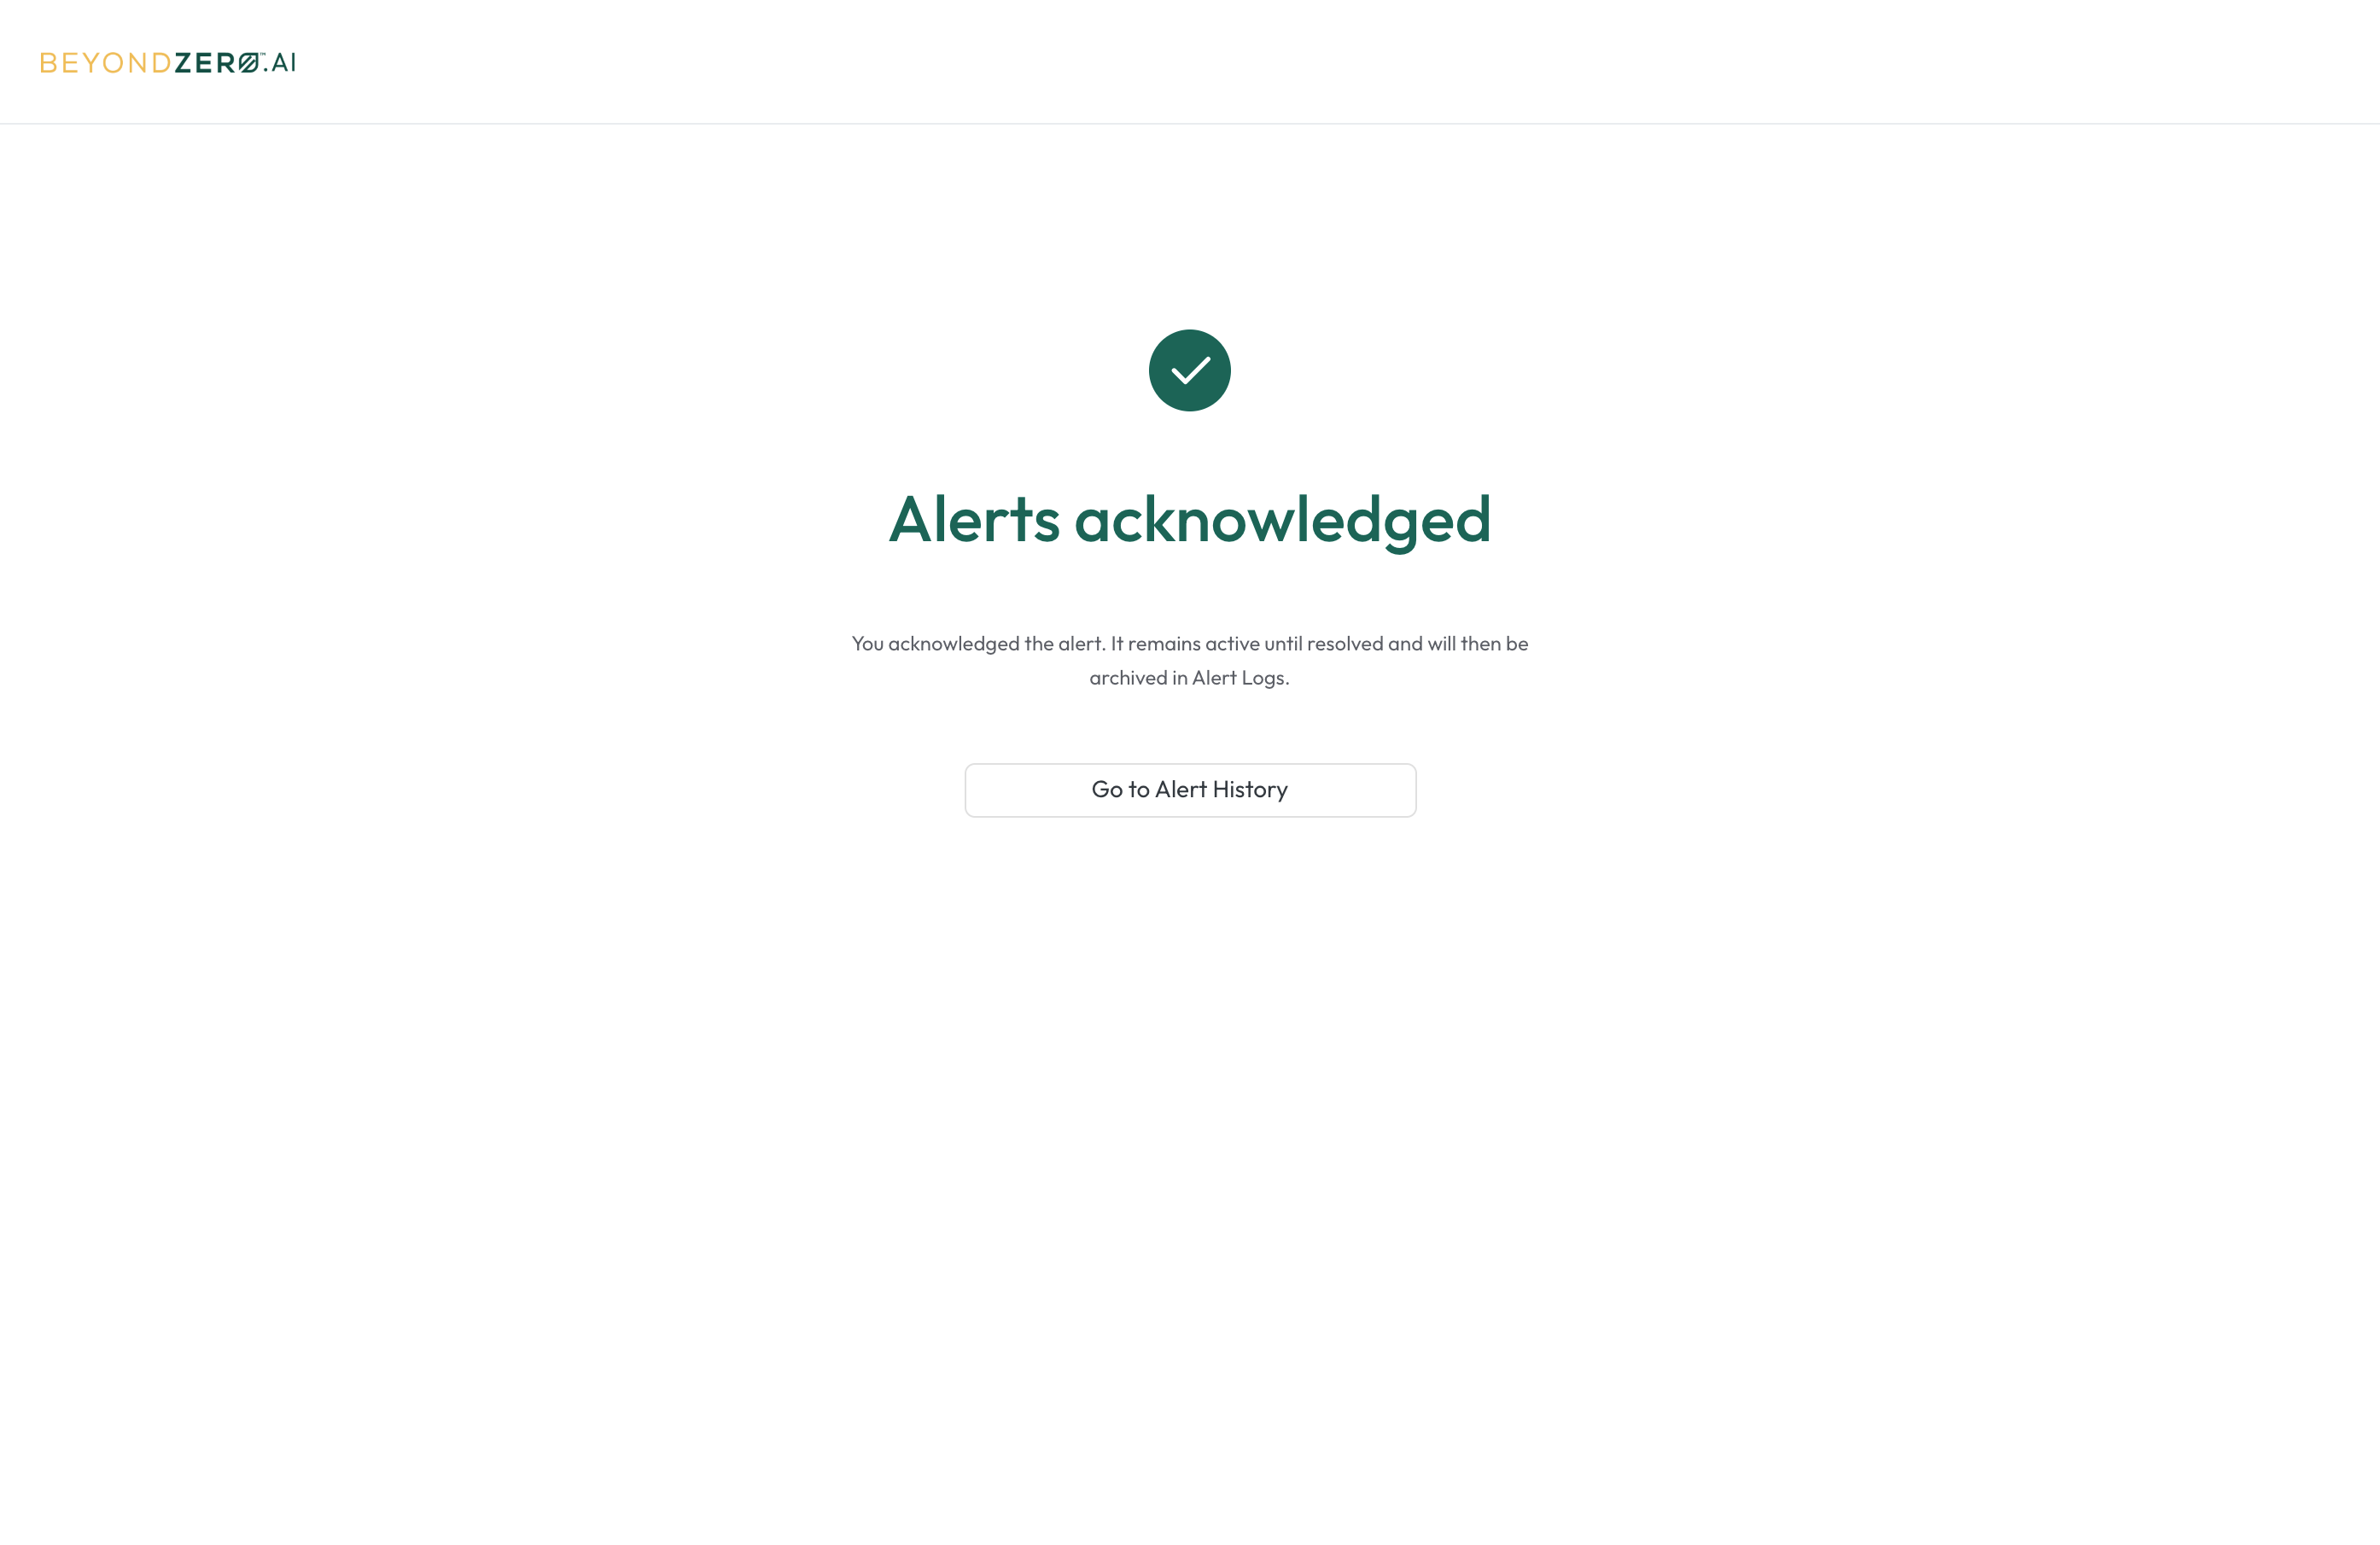 BEYONDZERO™.AI
Alerts acknowledged
You acknowledged the alert. It remains active until resolved and will then be
archived in Alert Logs.
Go to Alert History